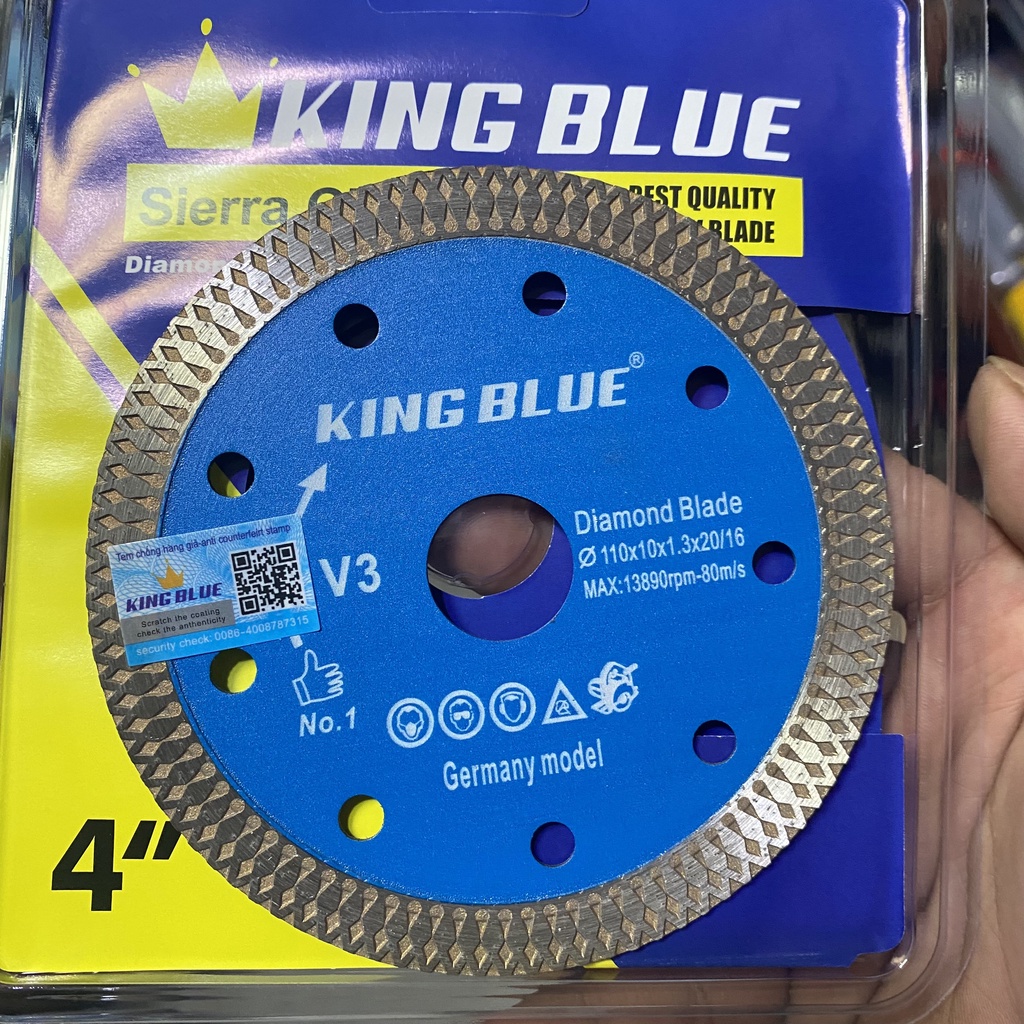 KING BLUE
Sierra
BEST QUALITY
BLADE
KING BLUE®
Diamond Blade
Ø 110x10x1.3x20/16
MAX:13890rpm-80m/s
V3
Tem chống hàng giả-anti counterfeirt stamp
KING BLUE
Scratch the coating
check the authenticity
security check: 0086-4008787315
No.1
Germany model
4"